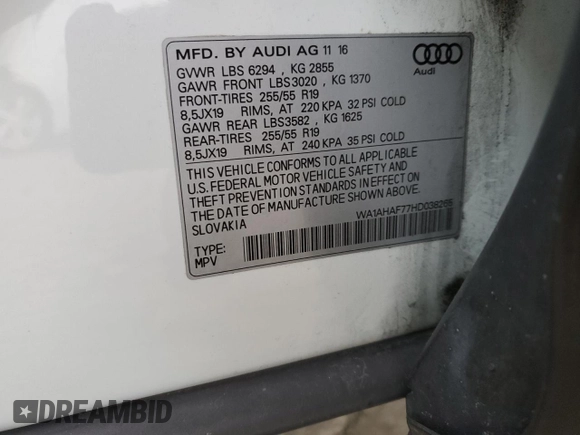 MFD. BY AUDI AG 11 16
GVWR LBS 6294 , KG 2855
GAWR FRONT LBS3020 , KG 1370
FRONT-TIRES 255/55 R19
8,5JX19 RIMS, AT 220 KPA 32 PSI COLD
GAWR REAR LBS3582 , KG 1625
REAR-TIRES 255/55 R19
8,5JX19 RIMS, AT 240 KPA 35 PSI COLD
THIS VEHICLE CONFORMS TO ALL APPLICABLE
U.S.FEDERAL MOTOR VEHICLE SAFETY AND
THEFT PREVENTION STANDARDS IN EFFECT ON
THE DATE OF MANUFACTURE SHOWN ABOVE.
SLOVAKIA
WA1AHAF77HD038265
TYPE:
MPV
Audi
DREAMBID